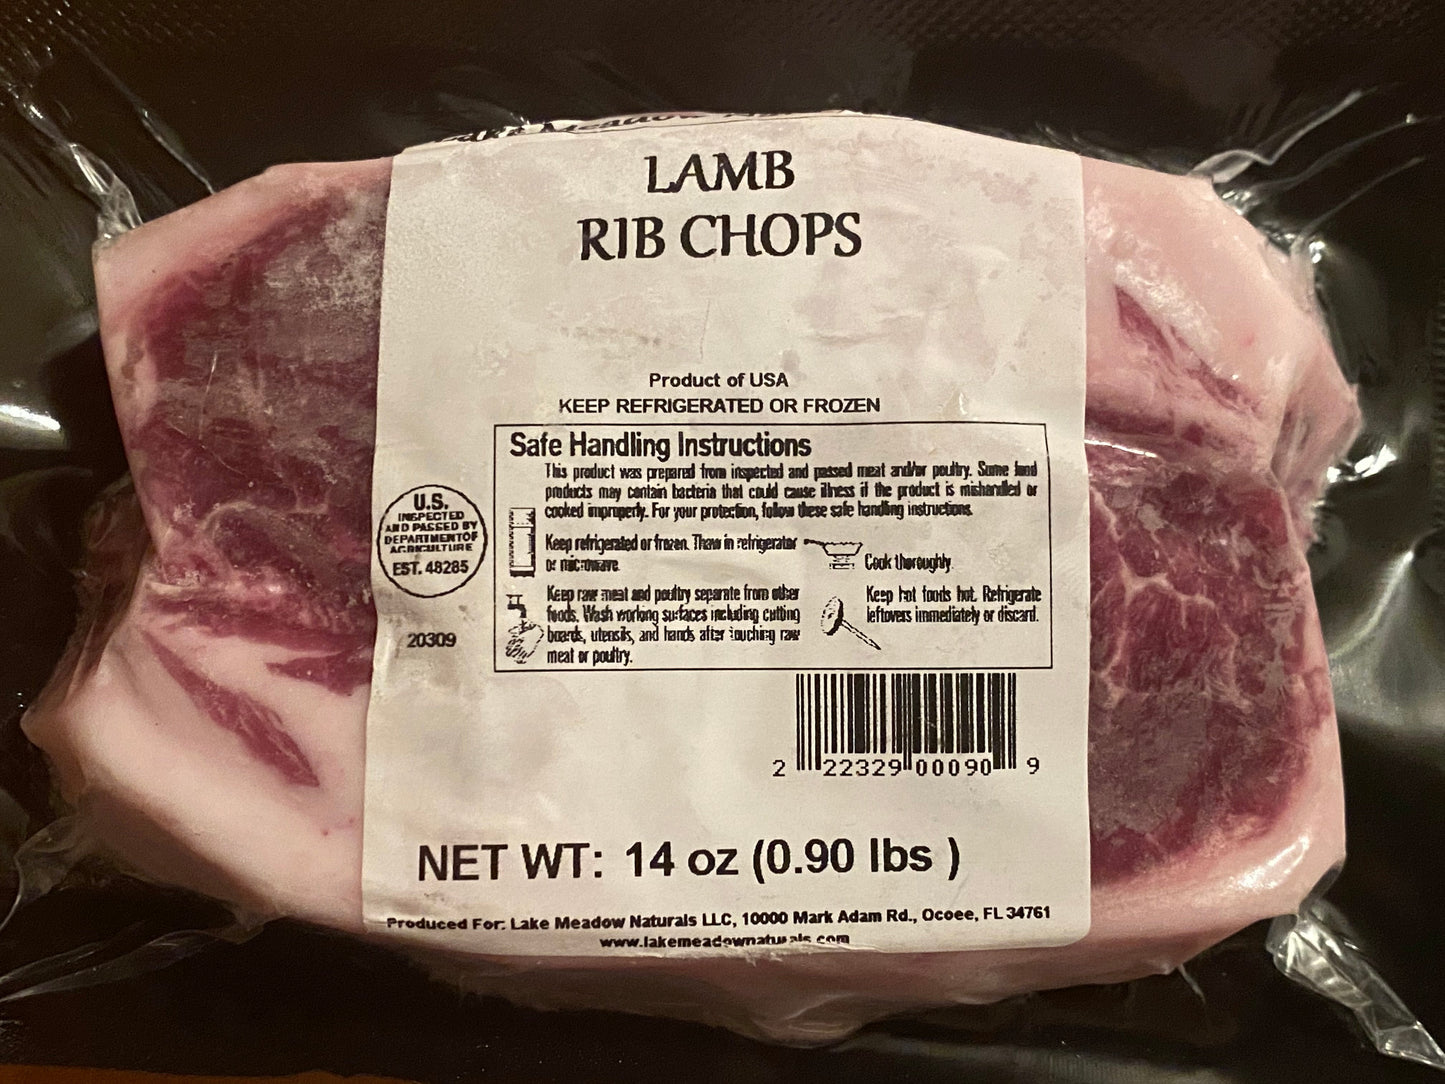 Lake Meadow
LAMB
RIB CHOPS
Product of USA
KEEP REFRIGERATED OR FROZEN
Safe Handling Instructions
This product was prepared from inspected and passed meat and/or poultry. Some food
products may contain bacteria that could cause illness if the product is mishandled or
cooked improperly. For your protection, follow these safe handling instructions.
Keep refrigerated or frozen. Thaw in refrigerator
or microwave.
Cook thoroughly.
Keep raw meat and poultry separate from other
foods. Wash working surfaces including cutting
boards, utensils, and hands after touching raw
meat or poultry.
Keep hot foods hot. Refrigerate
leftovers immediately or discard.
U.S.
INSPECTED
AND PASSED BY
DEPARTMENT OF
AGRICULTURE
EST. 48285
20309
2 22329 00090 9
NET WT: 14 oz (0.90 lbs )
Produced For: Lake Meadow Naturals LLC, 10000 Mark Adam Rd., Ocoee, FL 34761
www.lakemeadownaturals.com